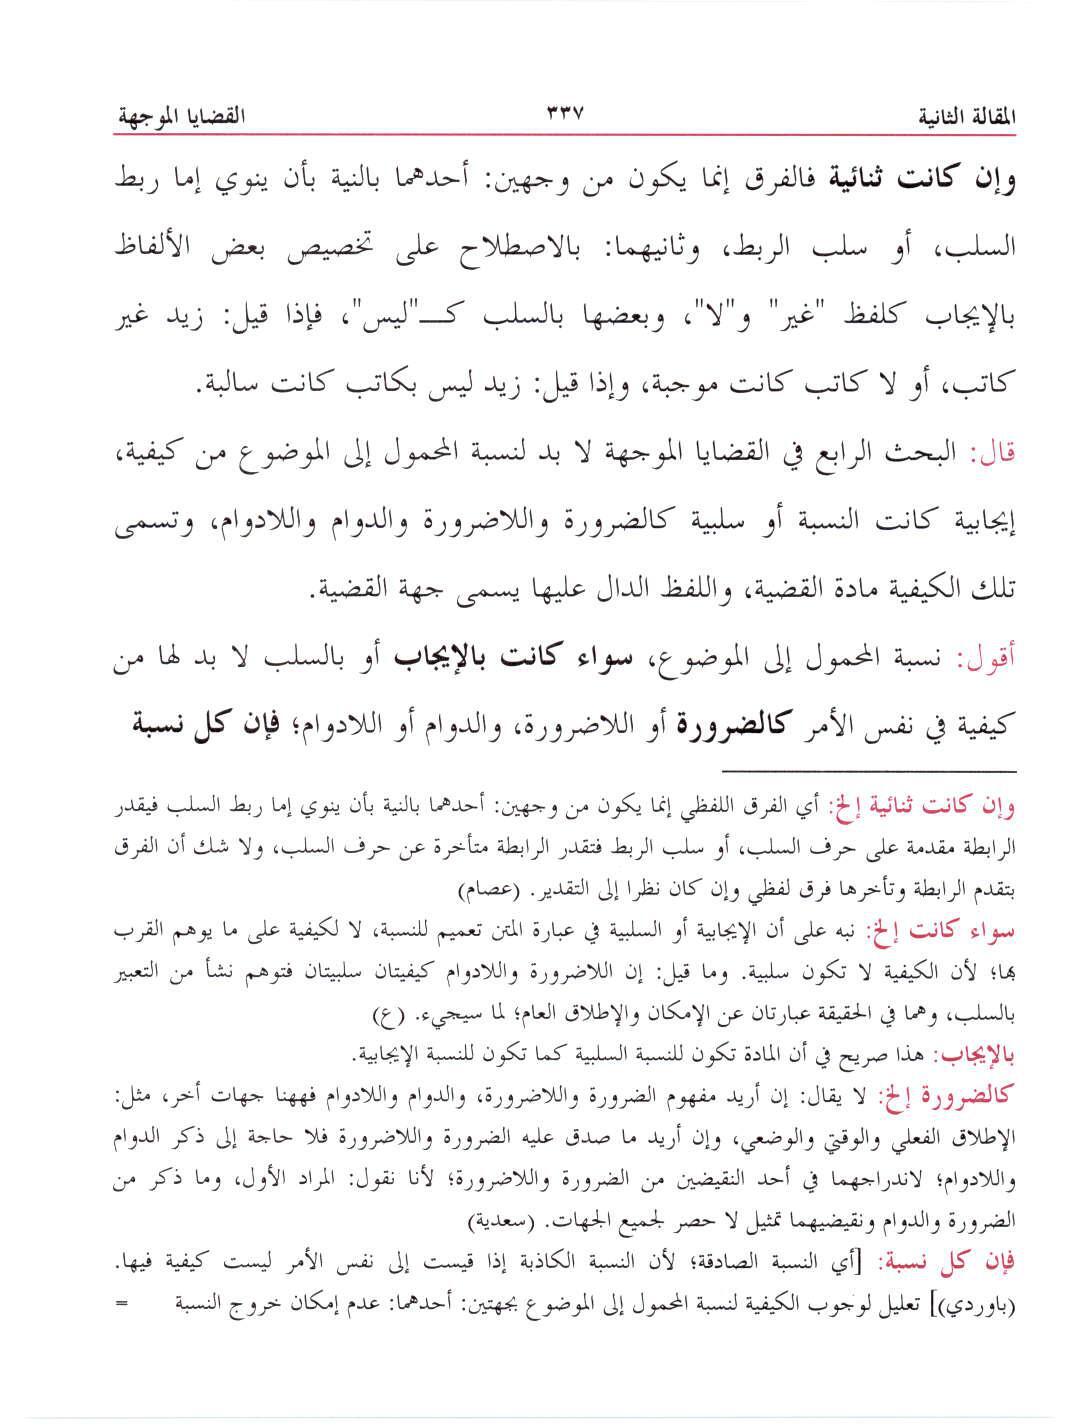 المقالة الثانية ٣٣٧ القضايا الموجهة
وإن كانت ثنائية فالفرق إنما يكون من وجهين: أحدهما بالنية بأن ينوي إما ربط
السلب، أو سلب الربط، وثانيهما: بالاصطلاح على تخصيص بعض الألفاظ
بالإيجاب كلفظ "غير" و"لا"، وبعضها بالسلب كـــ"ليس"، فإذا قيل: زيد غير
كاتب، أو لا كاتب كانت موجبة، وإذا قيل: زيد ليس بكاتب كانت سالبة.
قال: البحث الرابع في القضايا الموجهة لا بد لنسبة المحمول إلى الموضوع من كيفية،
إيجابية كانت النسبة أو سلبية كالضرورة واللاضرورة والدوام واللادوام، وتسمى
تلك الكيفية مادة القضية، واللفظ الدال عليها يسمى جهة القضية.
أقول: نسبة المحمول إلى الموضوع، سواء كانت بالإيجاب أو بالسلب لا بد لها من
كيفية في نفس الأمر كالضرورة أو اللاضرورة، والدوام أو اللادوام؛ فإن كل نسبة
وإن كانت ثنائية إلخ: أي الفرق اللفظي إنما يكون من وجهين: أحدهما بالنية بأن ينوي إما ربط السلب فيقدر
الرابطة مقدمة على حرف السلب، أو سلب الربط فتقدر الرابطة متأخرة عن حرف السلب، ولا شك أن الفرق
بتقدم الرابطة وتأخرها فرق لفظي وإن كان نظرا إلى التقدير. (عصام)
سواء كانت إلخ: نبه على أن الإيجابية أو السلبية في عبارة المتن تعميم للنسبة، لا لكيفية على ما يوهم القرب
بها؛ لأن الكيفية لا تكون سلبية. وما قيل: إن اللاضرورة واللادوام كيفيتان سلبيتان فتوهم نشأ من التعبير
بالسلب، وهما في الحقيقة عبارتان عن الإمكان والإطلاق العام؛ لما سيجيء. (ع)
بالإيجاب: هذا صريح في أن المادة تكون للنسبة السلبية كما تكون للنسبة الإيجابية.
كالضرورة إلخ: لا يقال: إن أريد مفهوم الضرورة واللاضرورة، والدوام واللادوام فههنا جهات أخر، مثل:
الإطلاق الفعلي والوقتي والوضعي، وإن أريد ما صدق عليه الضرورة واللاضرورة فلا حاجة إلى ذكر الدوام
واللادوام؛ لاندراجهما في أحد النقيضين من الضرورة واللاضرورة؛ لأنا نقول: المراد الأول، وما ذكر من
الضرورة والدوام ونقيضيهما تمثيل لا حصر لجميع الجهات. (سعدية)
فإن كل نسبة: [أي النسبة الصادقة؛ لأن النسبة الكاذبة إذا قيست إلى نفس الأمر ليست كيفية فيها.
(باوردي)] تعليل لوجوب الكيفية لنسبة المحمول إلى الموضوع بجهتين: أحدهما: عدم إمكان خروج النسبة =